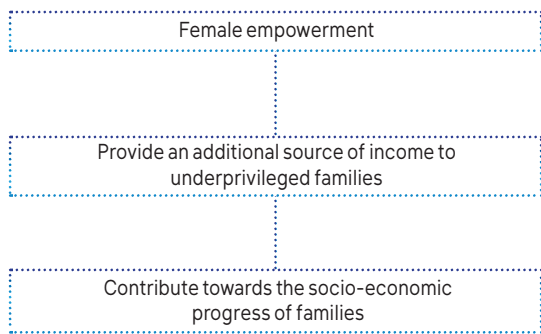 Female empowerment
Provide an additional source of income to
underprivileged families
Contribute towards the socio-economic
progress of families